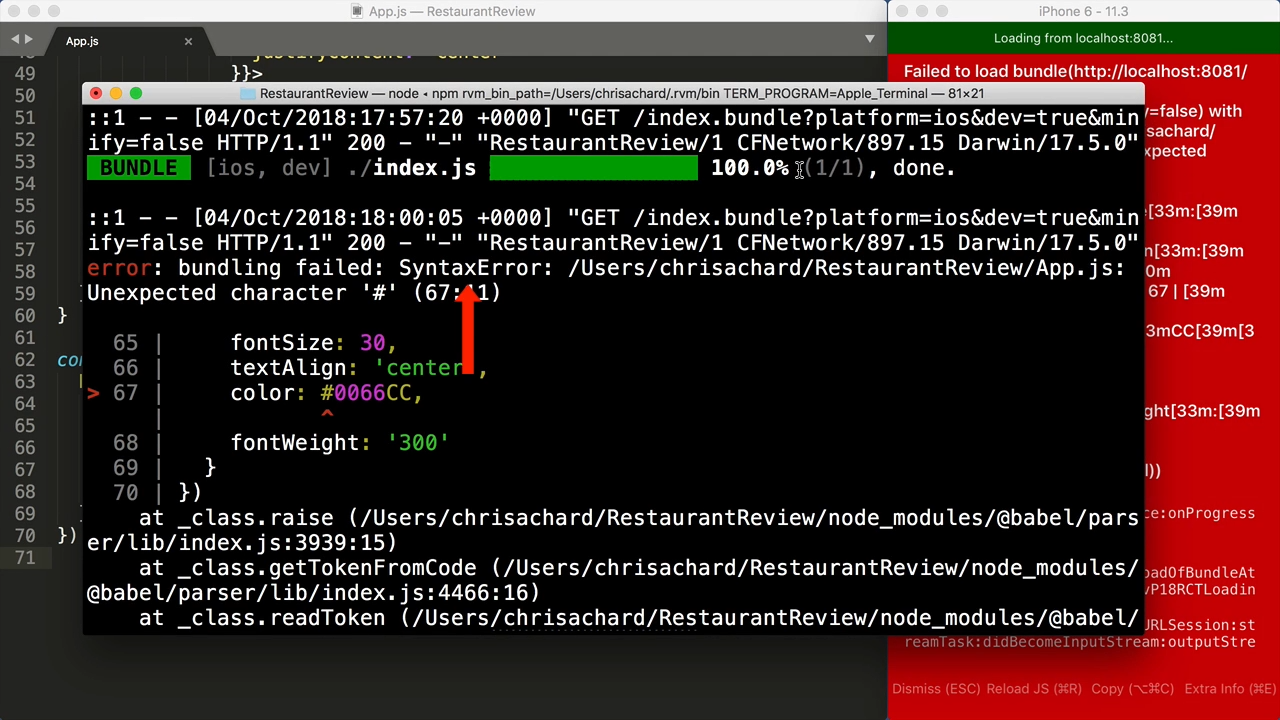 App.js — RestaurantReview
iPhone 6 - 11.3
App.js
Loading from localhost:8081...
49 }}>
50
51
52
53
54
55
56
57
58
59
60 }
61
62
63
64
65
66
67
68
69
70 })
71
RestaurantReview — node ◂ npm rvm_bin_path=/Users/chrisachard/.rvm/bin TERM_PROGRAM=Apple_Terminal — 81×21
::1 - - [04/Oct/2018:17:57:20 +0000] "GET /index.bundle?platform=ios&dev=true&min
ify=false HTTP/1.1" 200 - "-" "RestaurantReview/1 CFNetwork/897.15 Darwin/17.5.0"
BUNDLE [ios, dev] ./index.js 100.0% (1/1), done.
::1 - - [04/Oct/2018:18:00:05 +0000] "GET /index.bundle?platform=ios&dev=true&min
ify=false HTTP/1.1" 200 - "-" "RestaurantReview/1 CFNetwork/897.15 Darwin/17.5.0"
error: bundling failed: SyntaxError: /Users/chrisachard/RestaurantReview/App.js:
Unexpected character '#' (67:11)
65 | fontSize: 30,
66 | textAlign: 'center',
> 67 | color: #0066CC,
| ^
68 | fontWeight: '300'
69 | }
70 | })
at _class.raise (/Users/chrisachard/RestaurantReview/node_modules/@babel/pars
er/lib/index.js:3939:15)
at _class.getTokenFromCode (/Users/chrisachard/RestaurantReview/node_modules/
@babel/parser/lib/index.js:4466:16)
at _class.readToken (/Users/chrisachard/RestaurantReview/node_modules/@babel/
Failed to load bundle(http://localhost:8081/
y=false) with
sachard/
xpected
[33m:[39m
n[33m:[39m
0m
67 | [39m
3mCC[39m[3
ght[33m:[39m
l))
ce:onProgress
oadOfBundleAt
vP18RCTLoadin
URLSession:st
reamTask:didBecomeInputStream:outputStre
Dismiss (ESC) Reload JS (⌘R) Copy (⌥⌘C) Extra Info (⌘E)